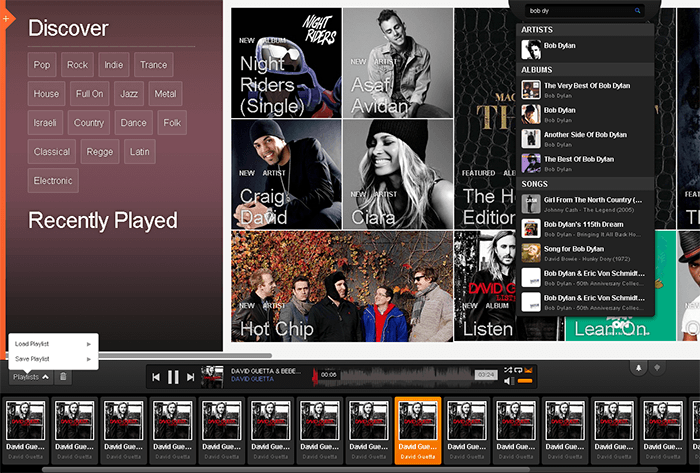 Discover
Pop
Rock
Indie
Trance
House
Full On
Jazz
Metal
Israeli
Country
Dance
Folk
Classical
Regge
Latin
Electronic
Recently Played
NIGHT RIDERS
NEW ALBUM
Night Riders (Single)
NEW ARTIST
Asaf Avidan
NEW ARTIST
Craig David
NEW ARTIST
Ciara
FEATURED ALBUM
The H
Edition
NEW ARTIST
Hot Chip
DAVID GUETTA
LISTEN
NEW ALBUM
Listen
Lean On
bob dy
ARTISTS
Bob Dylan
ALBUMS
The Very Best Of Bob Dylan
Bob Dylan
Bob Dylan
Bob Dylan
Another Side Of Bob Dylan
Bob Dylan
The Best Of Bob Dylan
Bob Dylan
SONGS
Girl From The North Country (...
Johnny Cash - The Legend (2005)
Bob Dylan's 115th Dream
Bob Dylan - Bringing It All Back Ho...
Song for Bob Dylan
David Bowie - Hunky Dory (1972)
Bob Dylan & Eric Von Schmidt...
Bob Dylan - 50th Anniversary Collec...
Bob Dylan & Eric Von Schmidt...
Bob Dylan - 50th Anniversary Collec...
Load Playlist
Save Playlist
Playlists
DAVID GUETTA & BEBE...
DAVID GUETTA
00:06
03:24
David Gue...
David Guetta
David Gue...
David Guetta
David Gue...
David Guetta
David Gue...
David Guetta
David Gue...
David Guetta
David Gue...
David Guetta
David Gue...
David Guetta
David Gue...
David Guetta
David Gue...
David Guetta
David Gue...
David Guetta
David Gue...
David Guetta
David Gue...
David Guetta
David Gue...
David Guetta
David Gue...
David Guetta